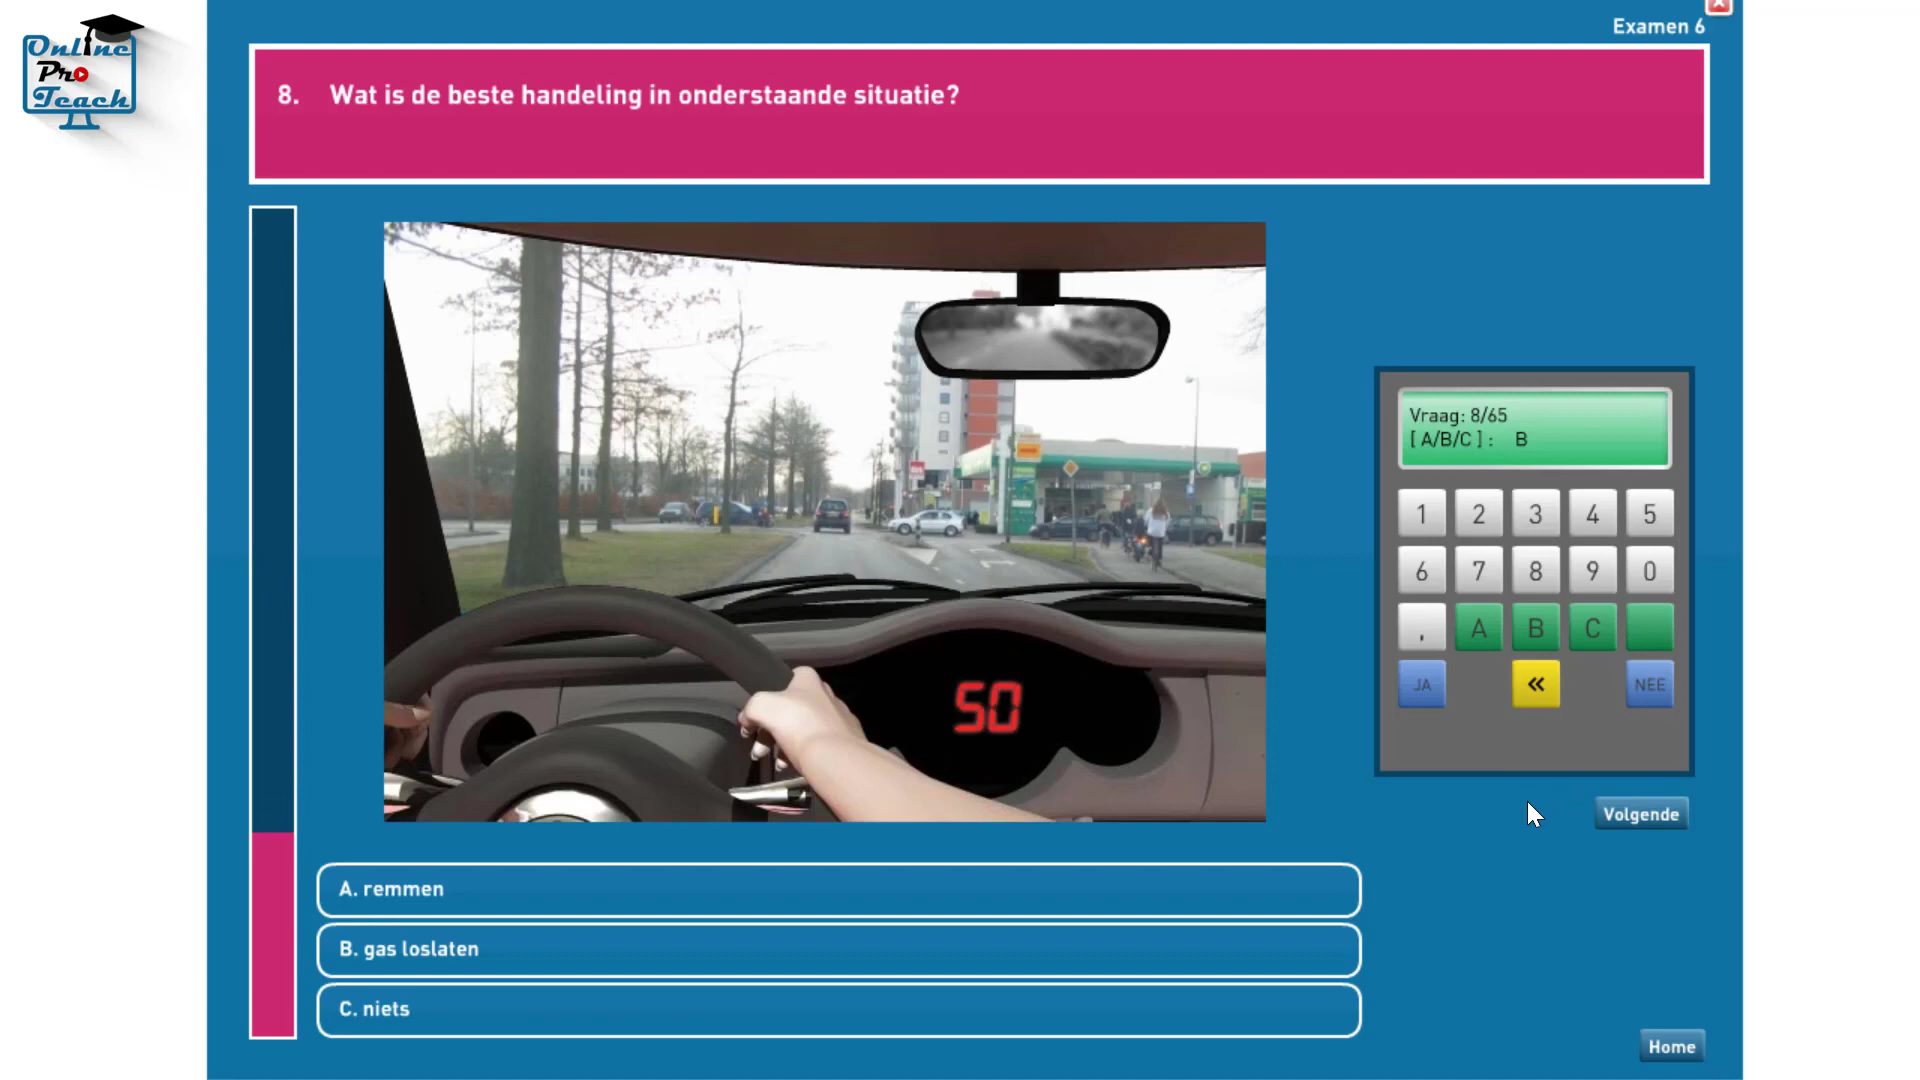 Online
Pro
Teach
Examen 6
8. Wat is de beste handeling in onderstaande situatie?
Vraag: 8/65
[ A/B/C ] : B
1 2 3 4 5
6 7 8 9 0
, A B C
JA « NEE
50
Volgende
A. remmen
B. gas loslaten
C. niets
Home